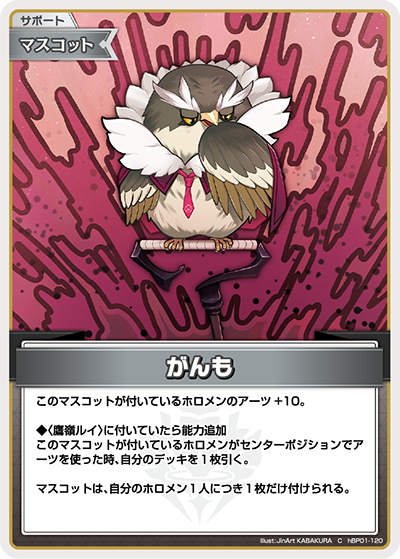 サポート
マスコット
がんも
このマスコットが付いているホロメンのアーツ+10。
◆〈鷹嶺ルイ〉に付いていたら能力追加
このマスコットが付いているホロメンがセンターポジションでア
ーツを使った時、自分のデッキを1枚引く。
マスコットは、自分のホロメン1人につき1枚だけ付けられる。
Illust:JinArt KABAKURA C hBP01-120